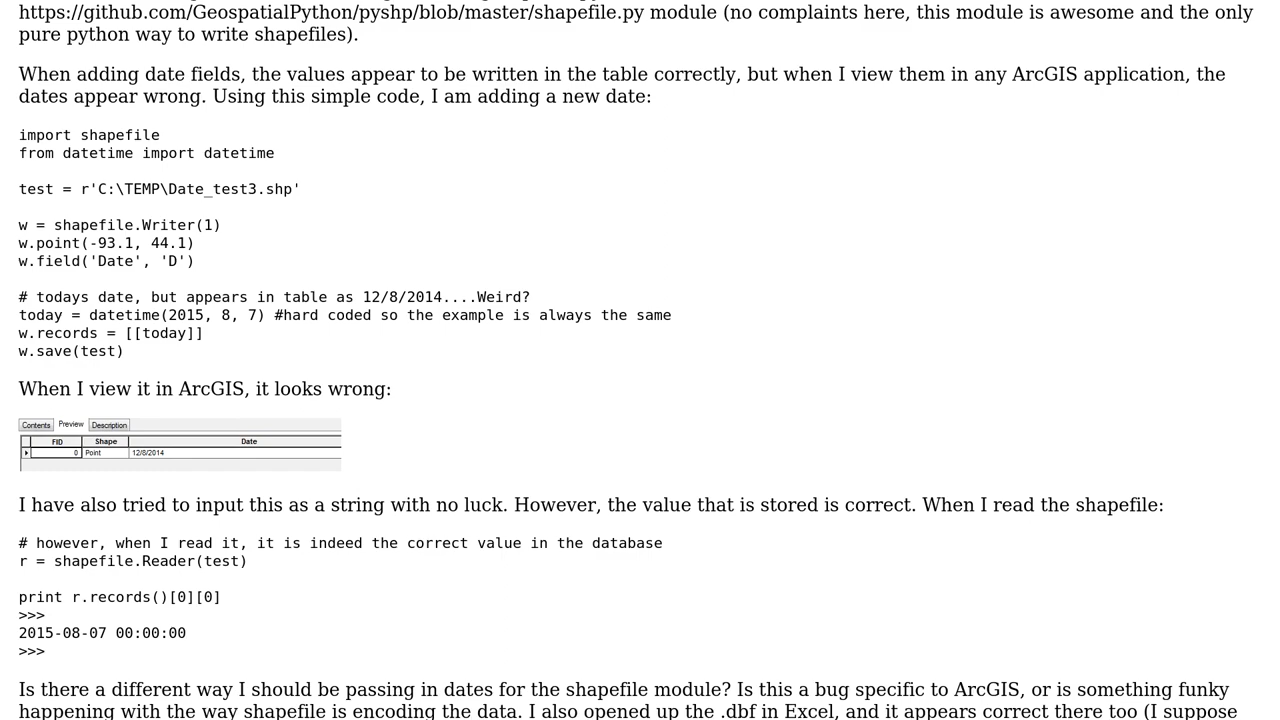 https://github.com/GeospatialPython/pyshp/blob/master/shapefile.py module (no complaints here, this module is awesome and the only
pure python way to write shapefiles).
When adding date fields, the values appear to be written in the table correctly, but when I view them in any ArcGIS application, the
dates appear wrong. Using this simple code, I am adding a new date:
import shapefile
from datetime import datetime
test = r'C:\TEMP\Date_test3.shp'
w = shapefile.Writer(1)
w.point(-93.1, 44.1)
w.field('Date', 'D')
# todays date, but appears in table as 12/8/2014....Weird?
today = datetime(2015, 8, 7) #hard coded so the example is always the same
w.records = [[today]]
w.save(test)
When I view it in ArcGIS, it looks wrong:
Contents Preview Description
FID Shape Date
0 Point 12/8/2014
I have also tried to input this as a string with no luck. However, the value that is stored is correct. When I read the shapefile:
# however, when I read it, it is indeed the correct value in the database
r = shapefile.Reader(test)
print r.records()[0][0]
>>>
2015-08-07 00:00:00
>>>
Is there a different way I should be passing in dates for the shapefile module? Is this a bug specific to ArcGIS, or is something funky
happening with the way shapefile is encoding the data. I also opened up the .dbf in Excel, and it appears correct there too (I suppose